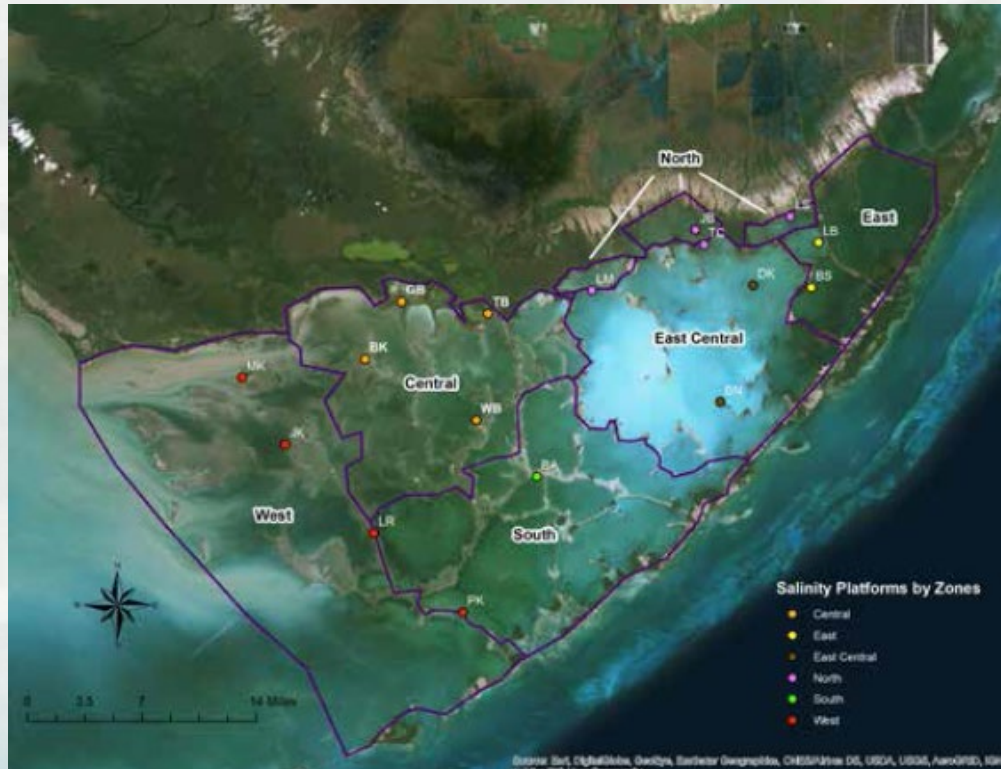 North
LS
JB
TC
LB
East
LM
DK
BS
GB
TB
East Central
BK
MK
Central
BN
WB
JK
West
LR
South
PK
Salinity Platforms by Zones
Central
East
East Central
North
South
West
0 3.5 7 14 Miles